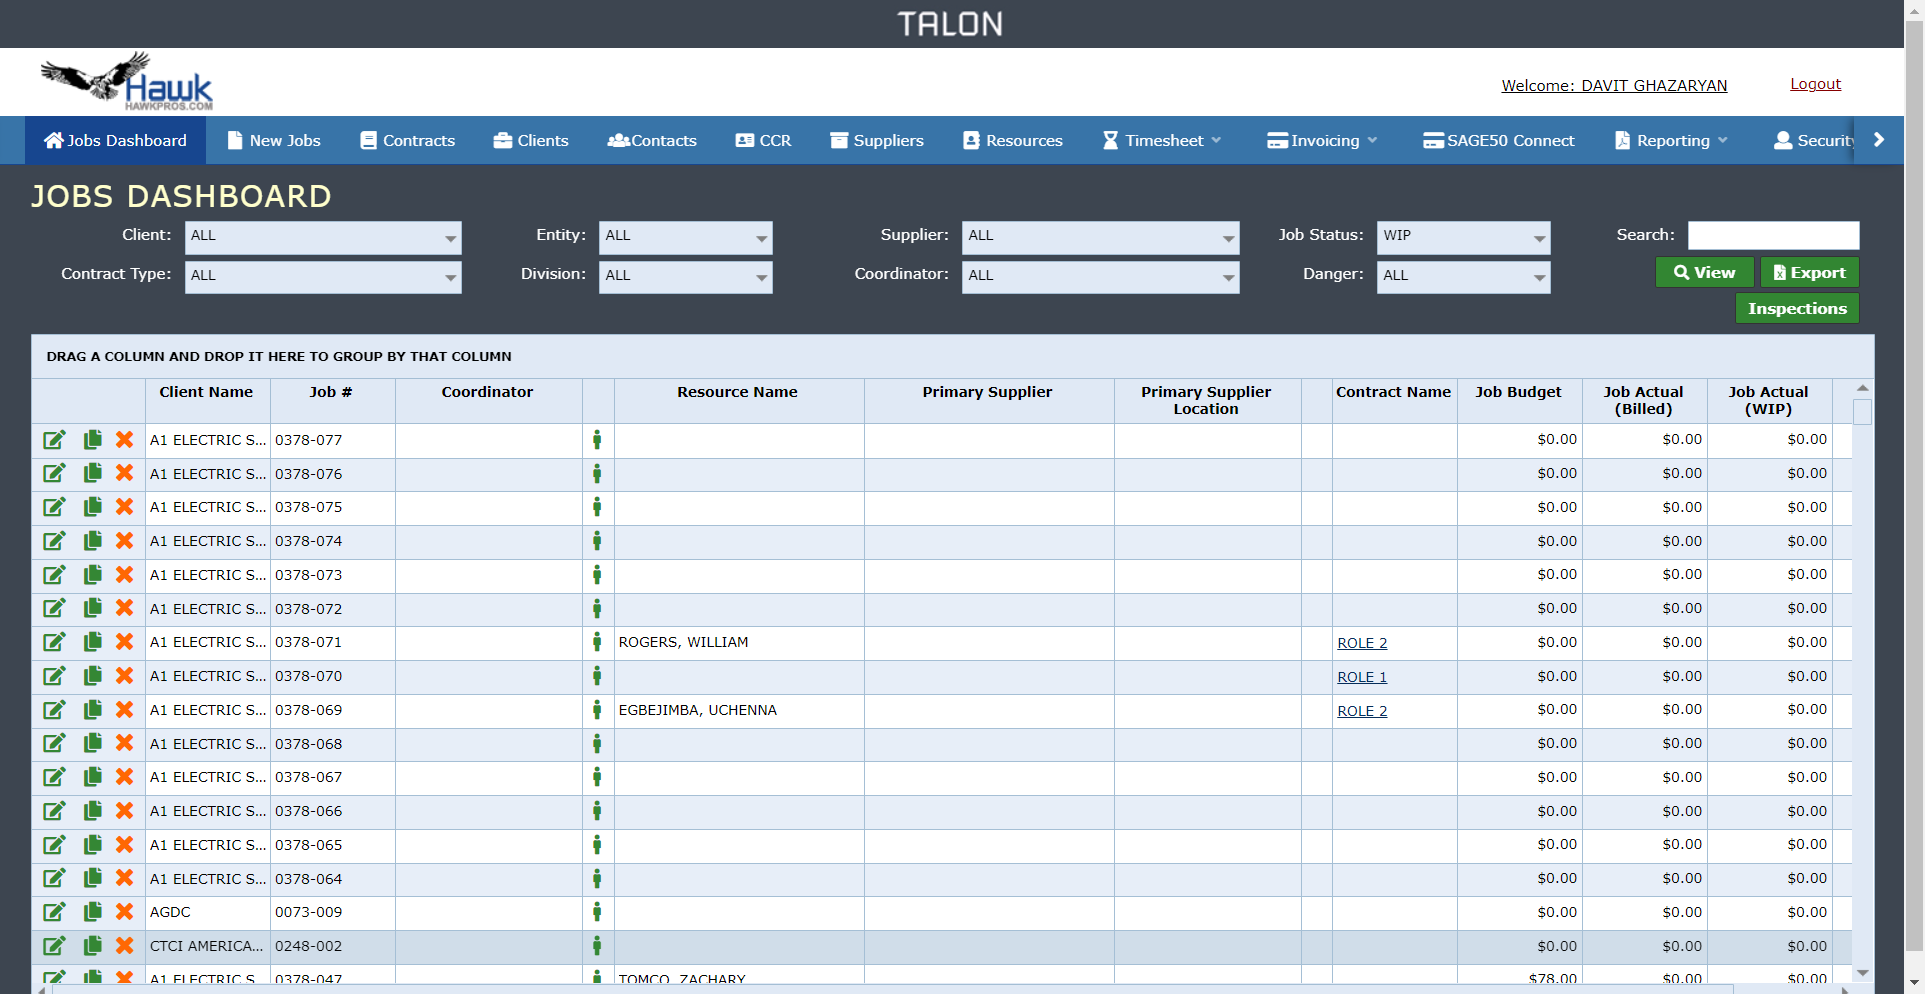 TALON
Hawk
HAWKPROS.COM
Welcome: DAVIT GHAZARYAN
Logout
Jobs Dashboard New Jobs Contracts Clients Contacts CCR Suppliers Resources Timesheet Invoicing SAGE50 Connect Reporting Security
JOBS DASHBOARD
Client: ALL Entity: ALL Supplier: ALL Job Status: WIP Search:
Contract Type: ALL Division: ALL Coordinator: ALL Danger: ALL View Export
Inspections
DRAG A COLUMN AND DROP IT HERE TO GROUP BY THAT COLUMN
Client Name Job # Coordinator Resource Name Primary Supplier Primary Supplier Location Contract Name Job Budget Job Actual (Billed) Job Actual (WIP)
A1 ELECTRIC S... 0378-077 $0.00 $0.00 $0.00
A1 ELECTRIC S... 0378-076 $0.00 $0.00 $0.00
A1 ELECTRIC S... 0378-075 $0.00 $0.00 $0.00
A1 ELECTRIC S... 0378-074 $0.00 $0.00 $0.00
A1 ELECTRIC S... 0378-073 $0.00 $0.00 $0.00
A1 ELECTRIC S... 0378-072 $0.00 $0.00 $0.00
A1 ELECTRIC S... 0378-071 ROGERS, WILLIAM ROLE 2 $0.00 $0.00 $0.00
A1 ELECTRIC S... 0378-070 ROLE 1 $0.00 $0.00 $0.00
A1 ELECTRIC S... 0378-069 EGBEJIMBA, UCHENNA ROLE 2 $0.00 $0.00 $0.00
A1 ELECTRIC S... 0378-068 $0.00 $0.00 $0.00
A1 ELECTRIC S... 0378-067 $0.00 $0.00 $0.00
A1 ELECTRIC S... 0378-066 $0.00 $0.00 $0.00
A1 ELECTRIC S... 0378-065 $0.00 $0.00 $0.00
A1 ELECTRIC S... 0378-064 $0.00 $0.00 $0.00
AGDC 0073-009 $0.00 $0.00 $0.00
CTCI AMERICA... 0248-002 $0.00 $0.00 $0.00
A1 ELECTRIC S... 0378-047 TOMCO, ZACHARY $78.00 $0.00 $0.00